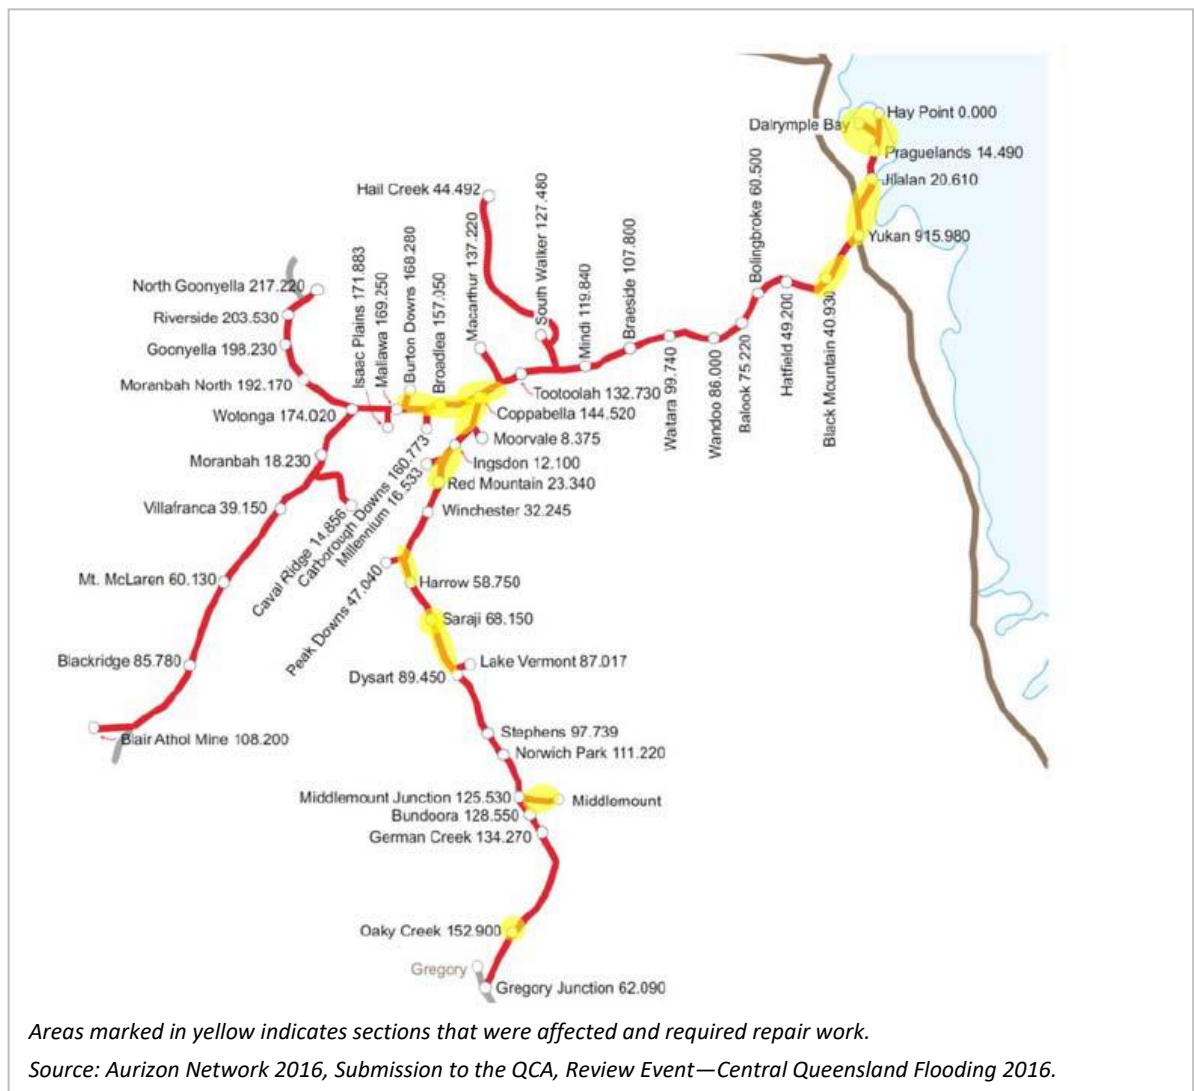 Hay Point 0.000
Dalrymple Bay
Praguelands 14.490
Jilalan 20.610
Yukan 915.980
Hail Creek 44.492
Macarthur 137.220
South Walker 127.480
Mindi 119.840
Braeside 107.800
Waitara 99.740
Wandoo 86.000
Balook 75.220
Bolingbroke 60.500
Hatfield 49.200
Black Mountain 40.930
North Goonyella 217.220
Riverside 203.530
Goonyella 198.230
Moranbah North 192.170
Wotonga 174.020
Isaac Plains 171.883
Mallawa 169.250
Burton Downs 168.280
Broadlea 157.050
Tootoolah 132.730
Coppabella 144.520
Moorvale 8.375
Ingsdon 12.100
Red Mountain 23.340
Winchester 32.245
Moranbah 18.230
Villafranca 39.150
Caval Ridge 14.856
Carborough Downs 160.773
Millennium 16.533
Mt. McLaren 60.130
Peak Downs 47.040
Harrow 58.750
Saraji 68.150
Blackridge 85.780
Lake Vermont 87.017
Dysart 89.450
Blair Athol Mine 108.200
Stephens 97.739
Norwich Park 111.220
Middlemount Junction 125.530
Middlemount
Bundoora 128.550
German Creek 134.270
Oaky Creek 152.900
Gregory
Gregory Junction 62.090
Areas marked in yellow indicates sections that were affected and required repair work.
Source: Aurizon Network 2016, Submission to the QCA, Review Event—Central Queensland Flooding 2016.